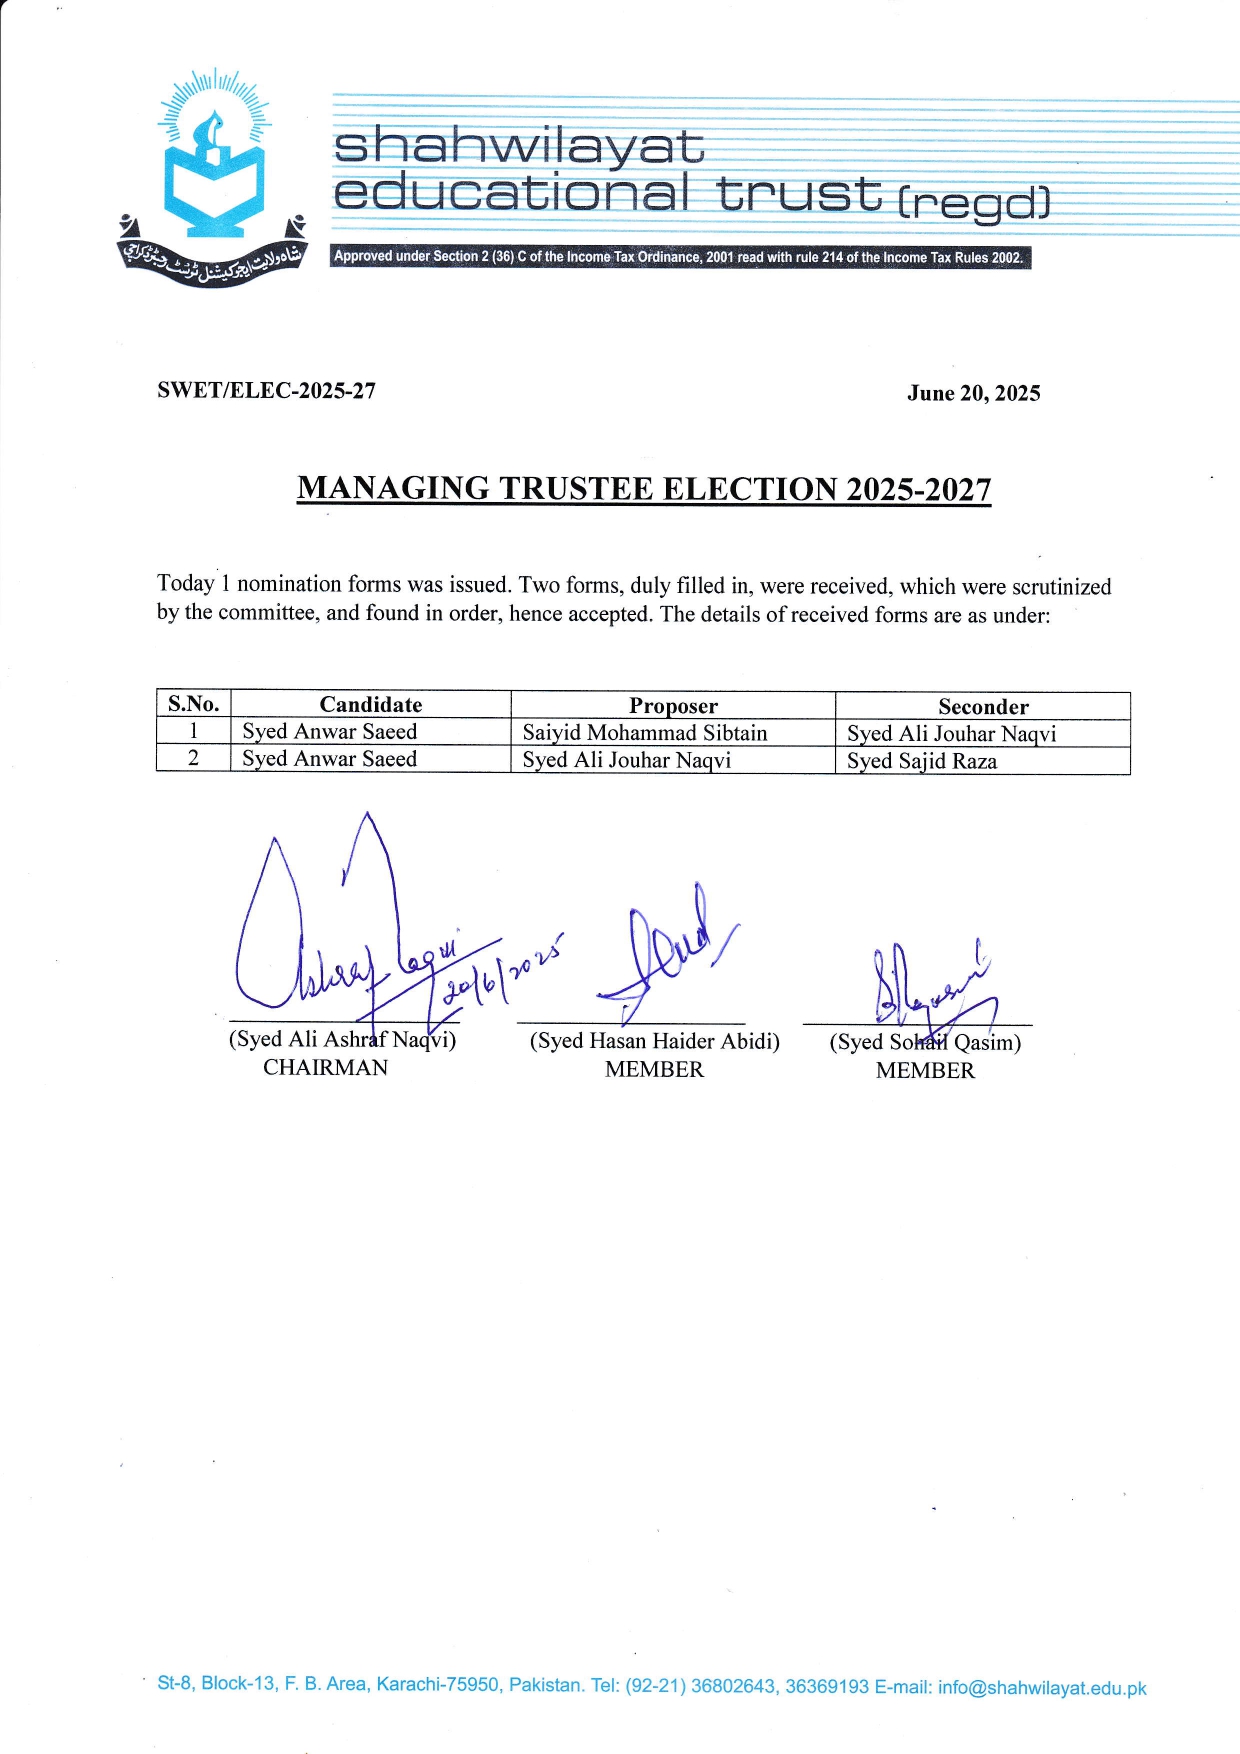 shahwilayat
educational trust (regd)
شاہ ولایت ایجوکیشنل ٹرسٹ رجسٹرڈ کراچی
Approved under Section 2 (36) C of the Income Tax Ordinance, 2001 read with rule 214 of the Income Tax Rules 2002.
SWET/ELEC-2025-27 June 20, 2025
MANAGING TRUSTEE ELECTION 2025-2027
Today 1 nomination forms was issued. Two forms, duly filled in, were received, which were scrutinized
by the committee, and found in order, hence accepted. The details of received forms are as under:
S.No. Candidate Proposer Seconder
1 Syed Anwar Saeed Saiyid Mohammad Sibtain Syed Ali Jouhar Naqvi
2 Syed Anwar Saeed Syed Ali Jouhar Naqvi Syed Sajid Raza
Ashraf Naqvi
20/6/2025
(Syed Ali Ashraf Naqvi) (Syed Hasan Haider Abidi) (Syed Sohail Qasim)
CHAIRMAN MEMBER MEMBER
St-8, Block-13, F. B. Area, Karachi-75950, Pakistan. Tel: (92-21) 36802643, 36369193 E-mail: info@shahwilayat.edu.pk